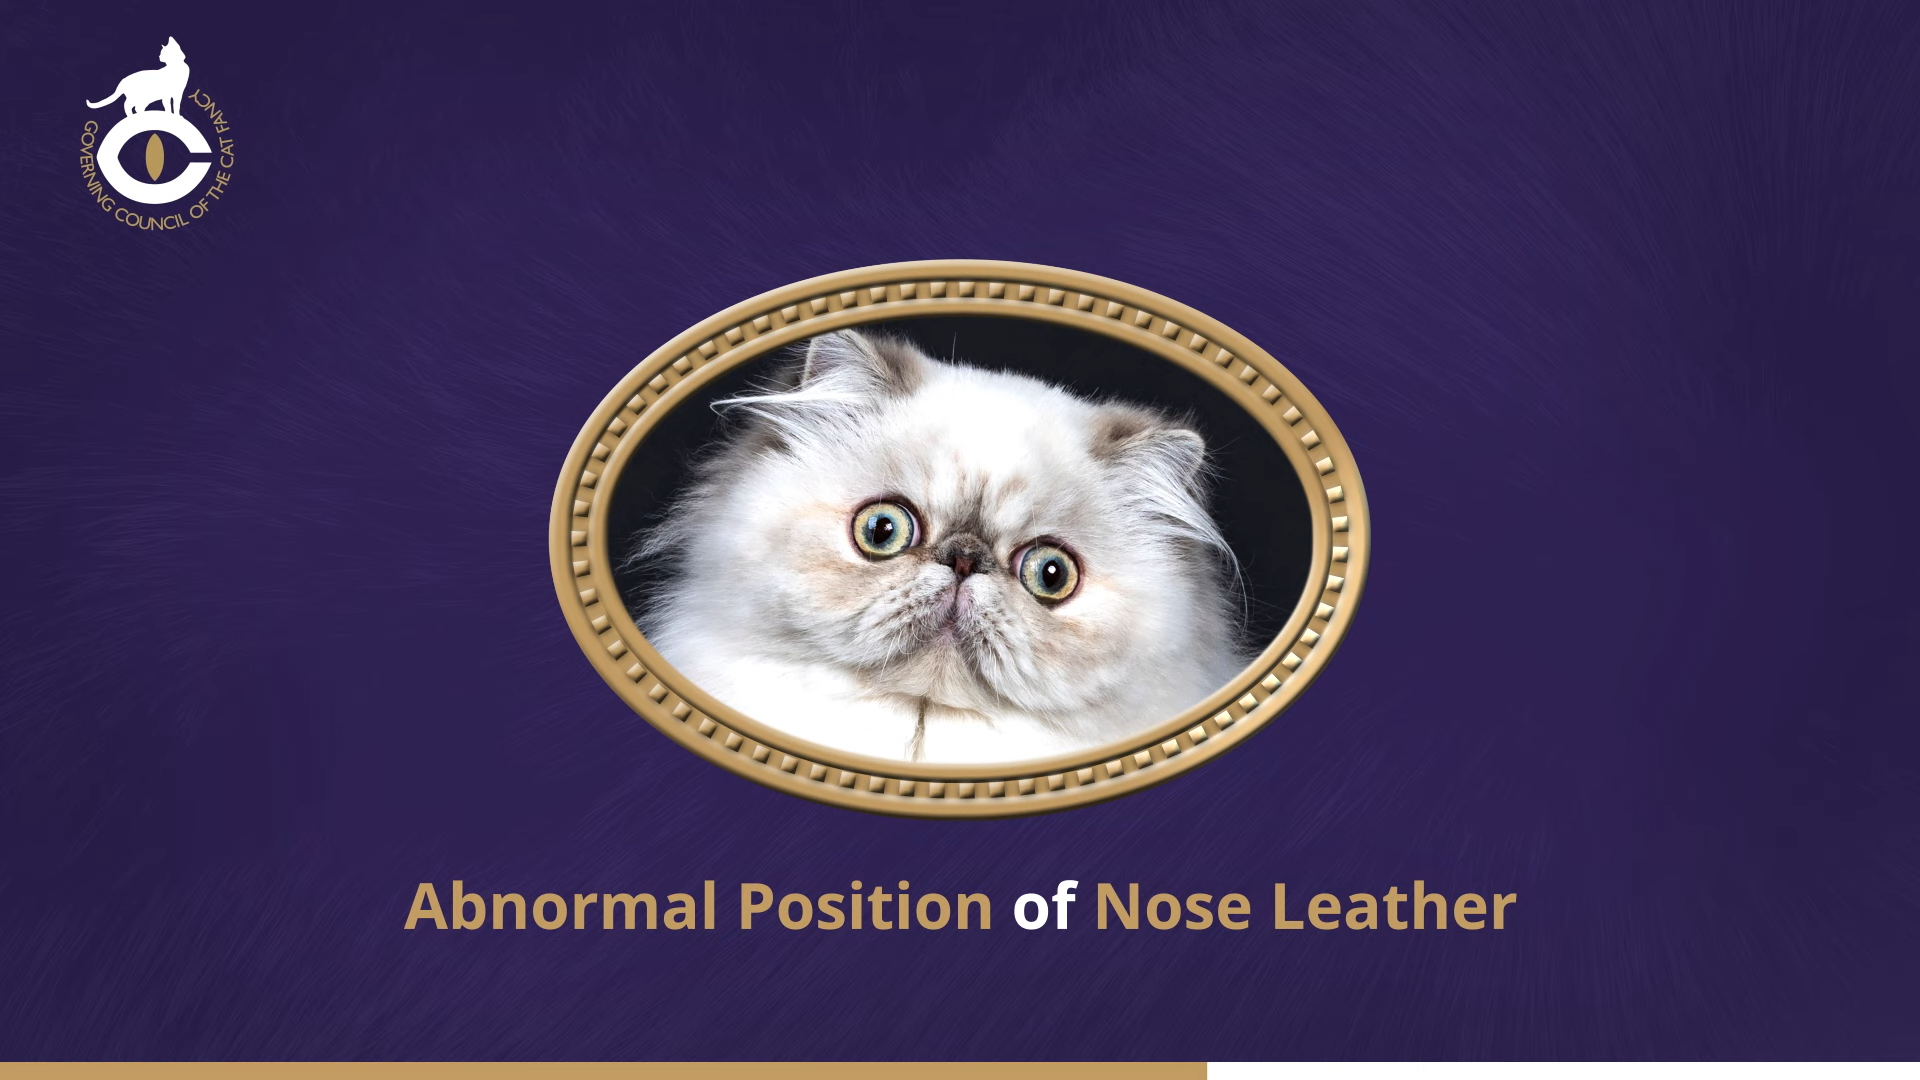 GOVERNING COUNCIL OF THE CAT FANCY
Abnormal Position of Nose Leather